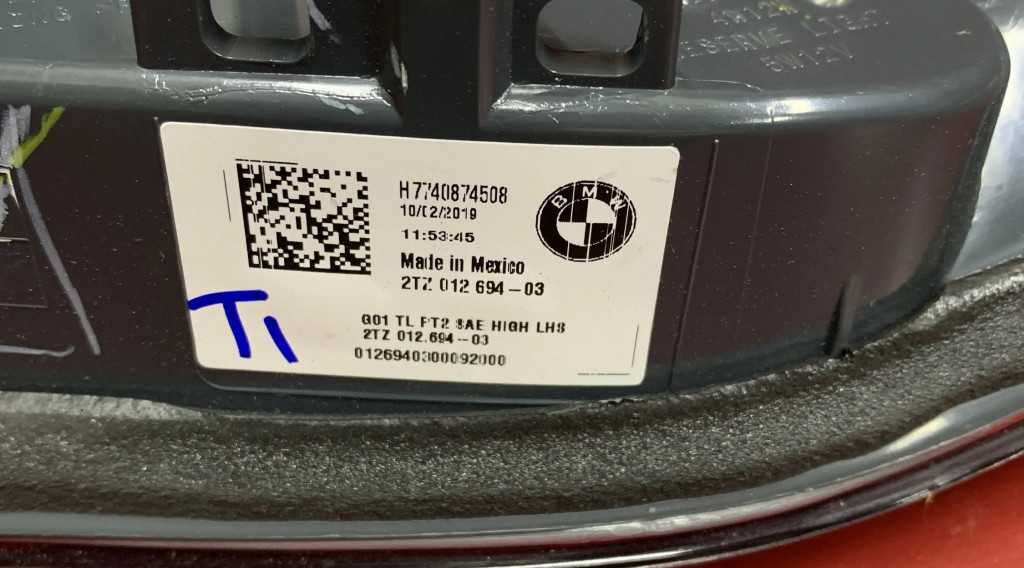 5W12V
H7740874508
10/02/2019
11:53:45
BMW
Made in Mexico
2TZ 012 694-03
TI
G01 TL PT2 SAE HIGH LHS
2TZ 012.694-03
0126940300092000